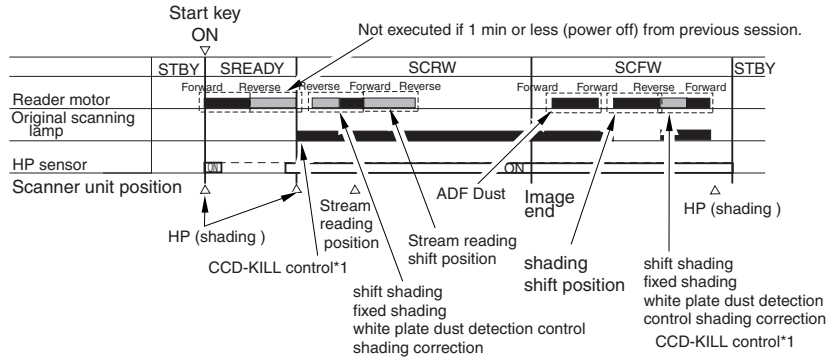 Start key
ON
Not executed if 1 min or less (power off) from previous session.
STBY SREADY SCRW SCFW STBY
Forward Reverse Reverse Forward Reverse Forward Reverse Forward
Reader motor
Original scanning
lamp
HP sensor ON ON
Scanner unit position
HP (shading )
CCD-KILL control*1
Stream
reading
position
shift shading
fixed shading
white plate dust detection control
shading correction
Stream reading
shift position
ADF Dust
Image
end
shading
shift position
HP (shading )
shift shading
fixed shading
white plate dust detection
control shading correction
CCD-KILL control*1